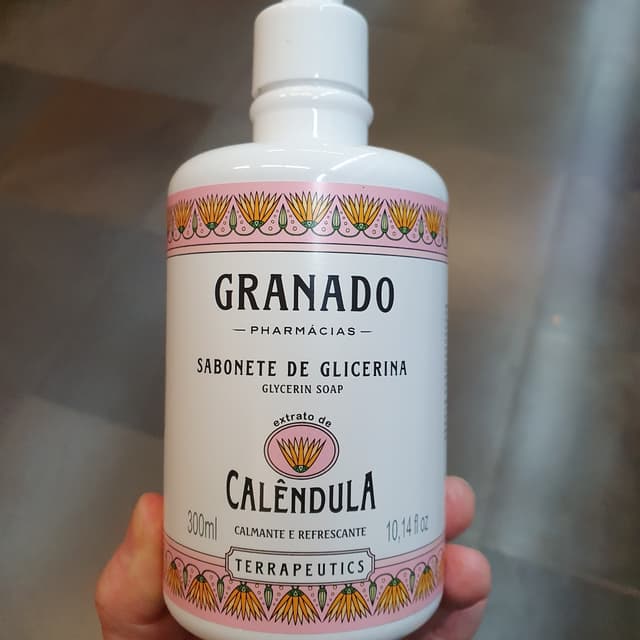 GRANADO
PHARMÁCIAS
SABONETE DE GLICERINA
GLYCERIN SOAP
extrato de
CALÊNDULA
300ml
CALMANTE E REFRESCANTE
10,14 fl oz
TERRAPEUTICS